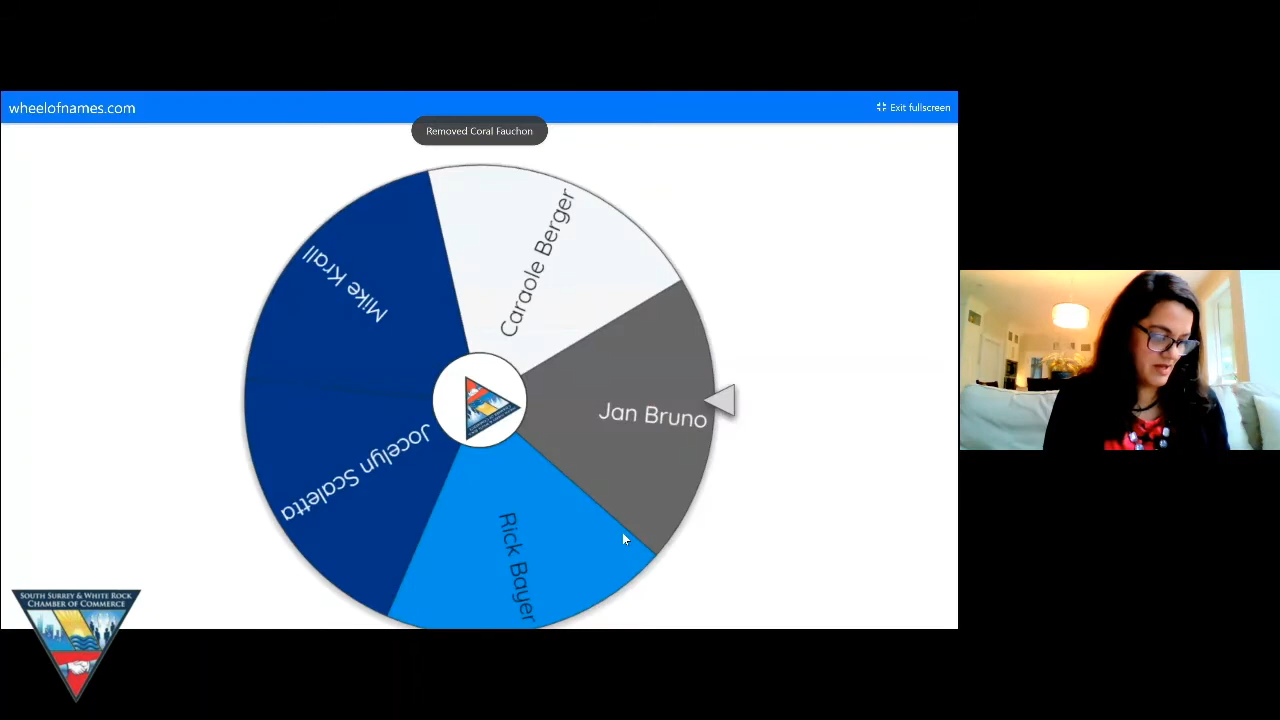 wheelofnames.com
Exit fullscreen
Removed Coral Fauchon
Caraole Berger
Mike Krall
Jan Bruno
Jocelyn Scaletta
Rick Bayer
SOUTH SURREY & WHITE ROCK
CHAMBER OF COMMERCE